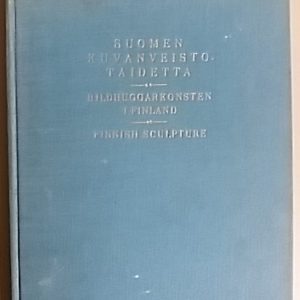 SUOMEN
KUVANVEISTO-
TAIDETTA
BILDHUGGARKONSTEN
I FINLAND
FINNISH SCULPTURE